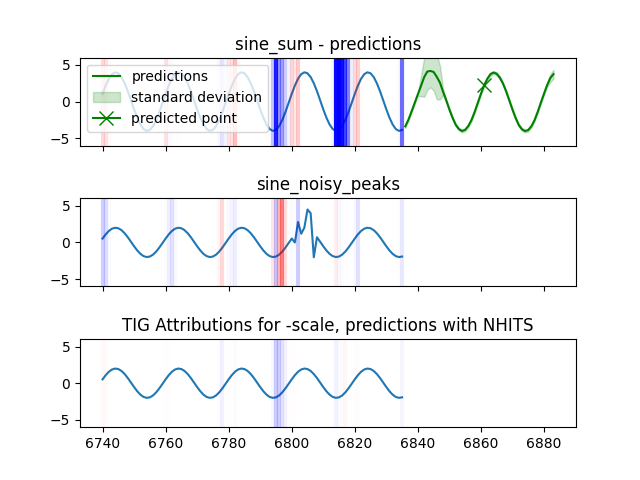 sine_sum - predictions
5
0
−5
predictions
standard deviation
predicted point
sine_noisy_peaks
5
0
−5
TIG Attributions for -scale, predictions with NHITS
5
0
−5
6740 6760 6780 6800 6820 6840 6860 6880